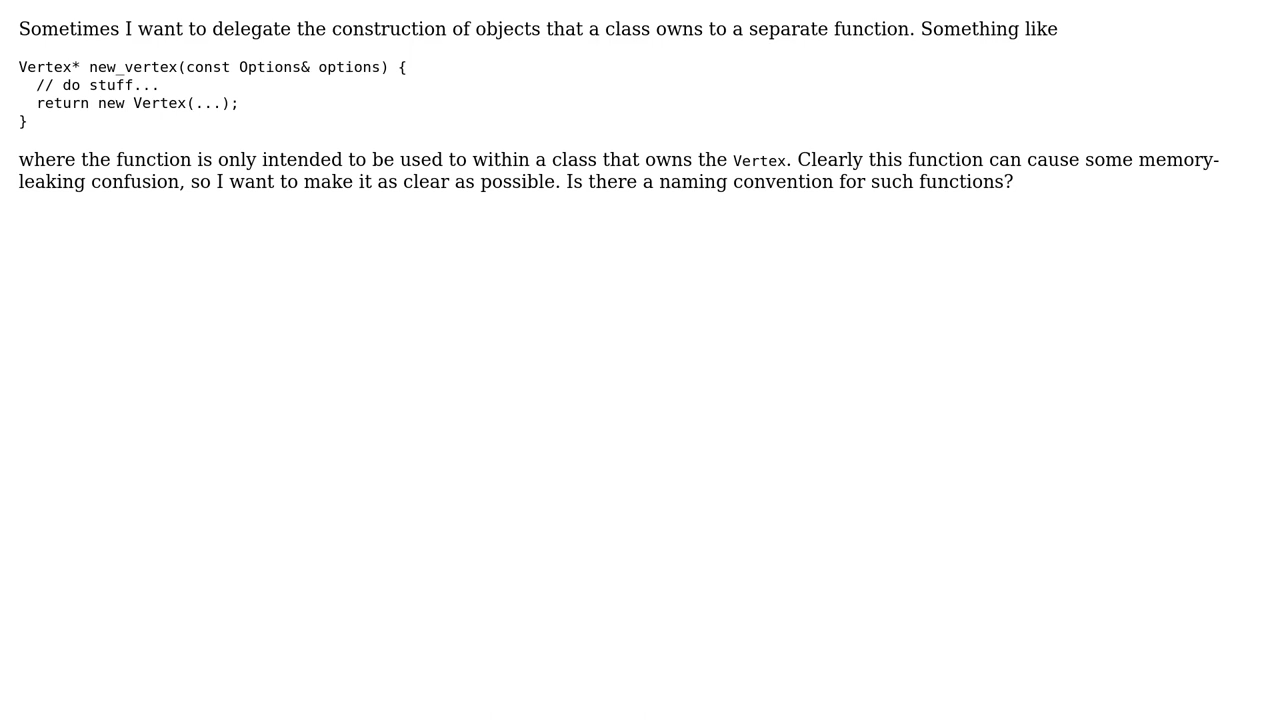 Sometimes I want to delegate the construction of objects that a class owns to a separate function. Something like
Vertex* new_vertex(const Options& options) {
  // do stuff...
  return new Vertex(...);
}
where the function is only intended to be used to within a class that owns the Vertex. Clearly this function can cause some memory-
leaking confusion, so I want to make it as clear as possible. Is there a naming convention for such functions?